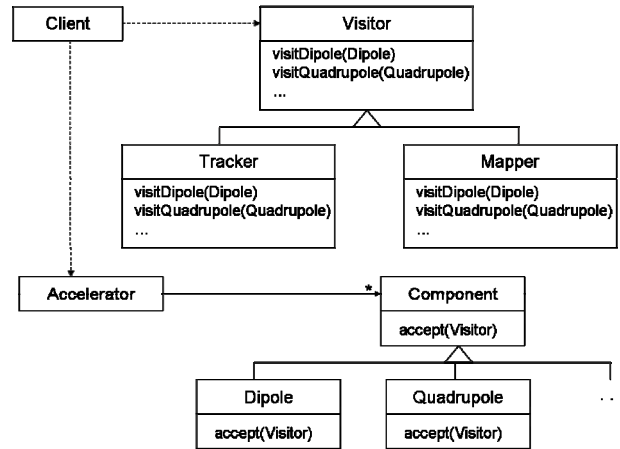 Client
Visitor
visitDipole(Dipole)
visitQuadrupole(Quadrupole)
...
Tracker
visitDipole(Dipole)
visitQuadrupole(Quadrupole)
...
Mapper
visitDipole(Dipole)
visitQuadrupole(Quadrupole)
...
Accelerator
*
Component
accept(Visitor)
Dipole
accept(Visitor)
Quadrupole
accept(Visitor)
. .